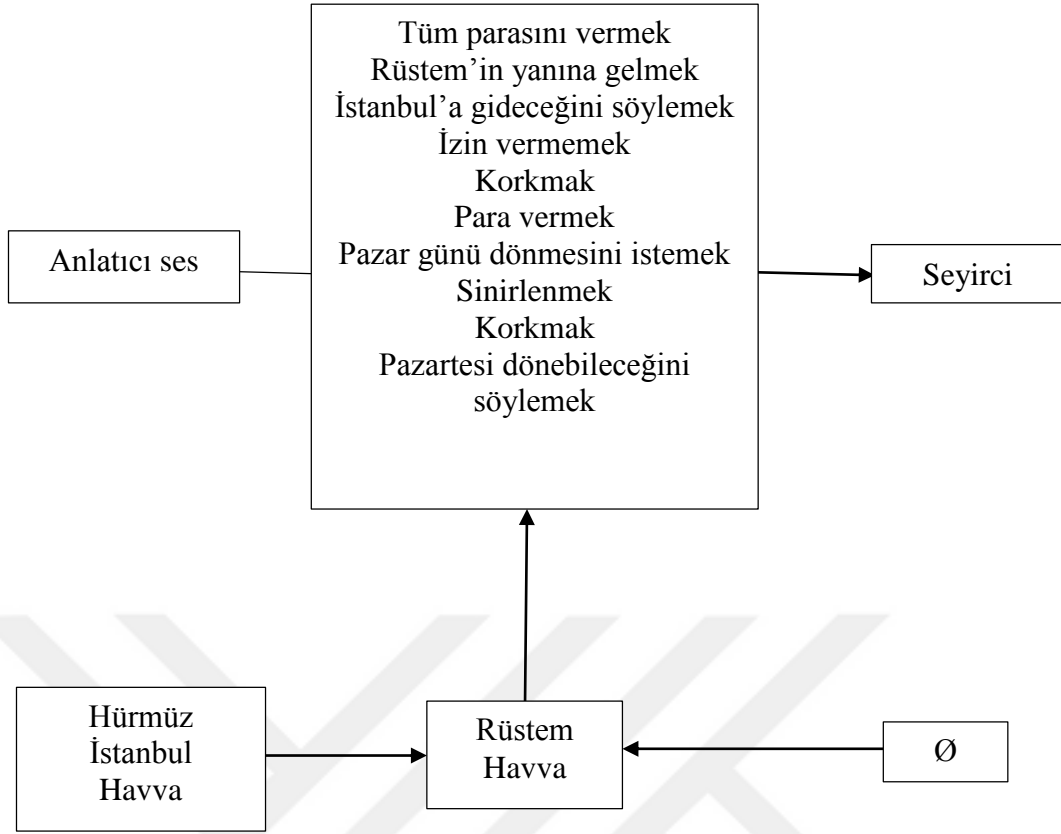 Tüm parasını vermek
Rüstem’in yanına gelmek
İstanbul’a gideceğini söylemek
İzin vermemek
Korkmak
Para vermek
Pazar günü dönmesini istemek
Sinirlenmek
Korkmak
Pazartesi dönebileceğini
söylemek
Anlatıcı ses
Seyirci
Hürmüz
İstanbul
Havva
Rüstem
Havva
Ø